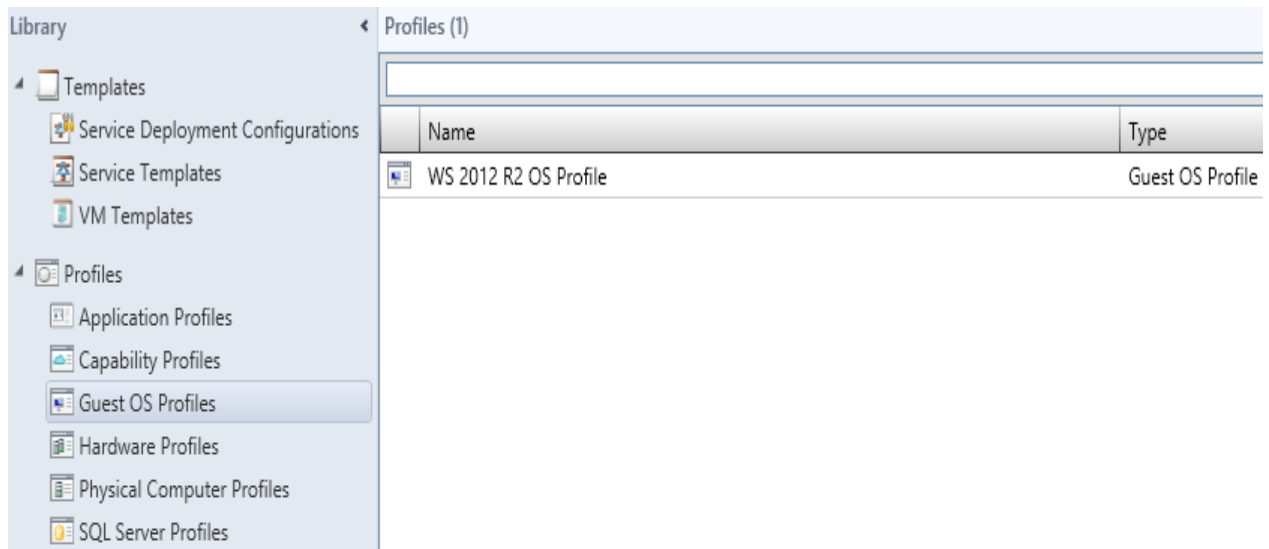 Library
Templates
Service Deployment Configurations
Service Templates
VM Templates
Profiles
Application Profiles
Capability Profiles
Guest OS Profiles
Hardware Profiles
Physical Computer Profiles
SQL Server Profiles
Profiles (1)
Name Type
WS 2012 R2 OS Profile Guest OS Profile